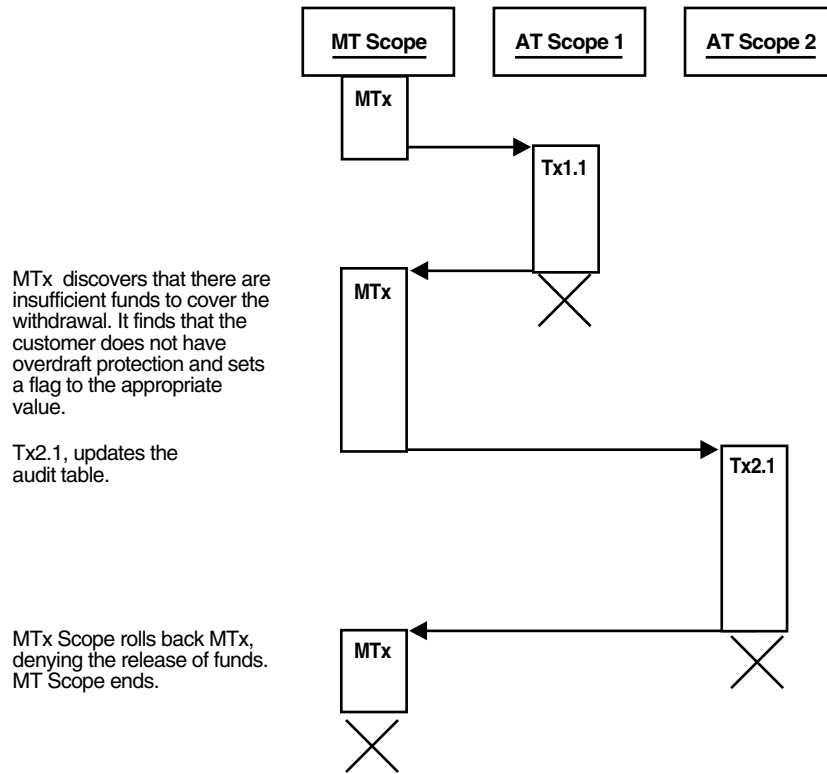 MT Scope AT Scope 1 AT Scope 2
MTx
Tx1.1
MTx discovers that there are
insufficient funds to cover the
withdrawal. It finds that the
customer does not have
overdraft protection and sets
a flag to the appropriate
value.
MTx
Tx2.1, updates the
audit table.
Tx2.1
MTx Scope rolls back MTx,
denying the release of funds.
MT Scope ends.
MTx